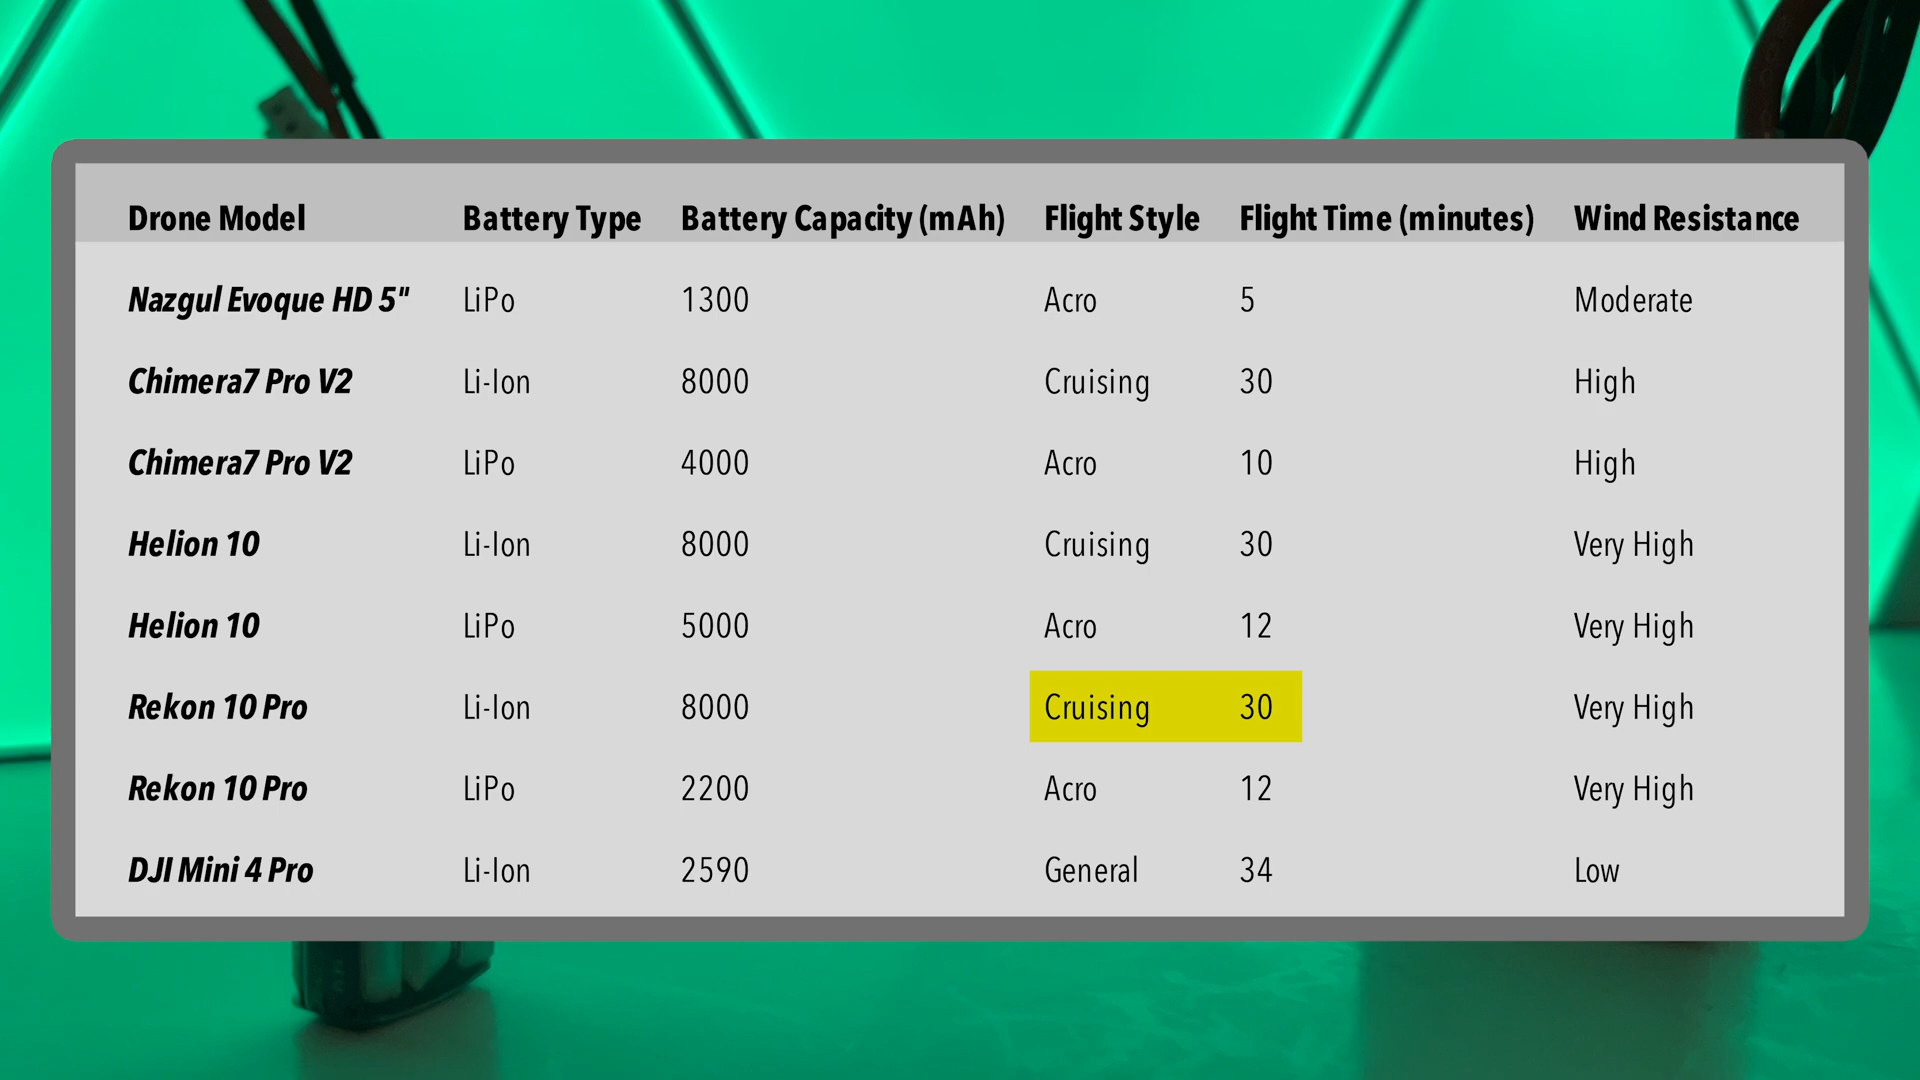 Drone Model Battery Type Battery Capacity (mAh) Flight Style Flight Time (minutes) Wind Resistance
Nazgul Evoque HD 5" LiPo 1300 Acro 5 Moderate
Chimera7 Pro V2 Li-Ion 8000 Cruising 30 High
Chimera7 Pro V2 LiPo 4000 Acro 10 High
Helion 10 Li-Ion 8000 Cruising 30 Very High
Helion 10 LiPo 5000 Acro 12 Very High
Rekon 10 Pro Li-Ion 8000 Cruising 30 Very High
Rekon 10 Pro LiPo 2200 Acro 12 Very High
DJI Mini 4 Pro Li-Ion 2590 General 34 Low